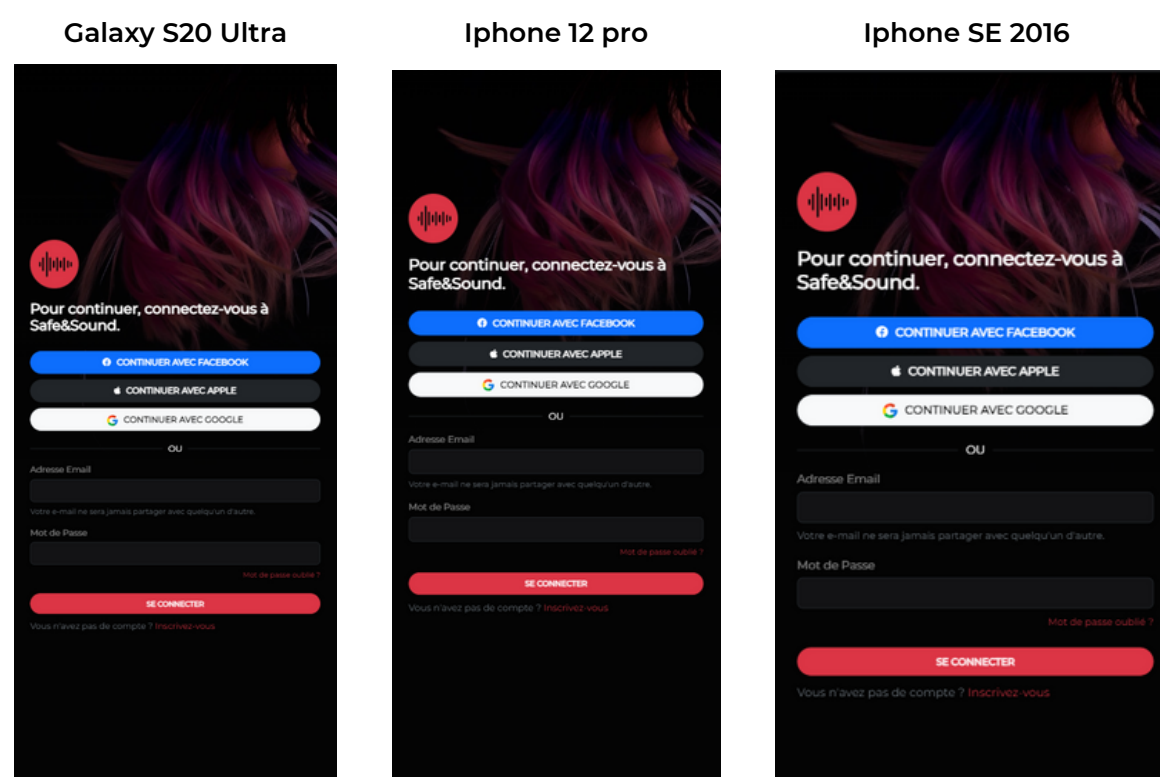 Galaxy S20 Ultra
Pour continuer, connectez-vous à
Safe&Sound.
CONTINUER AVEC FACEBOOK
CONTINUER AVEC APPLE
CONTINUER AVEC GOOGLE
OU
Adresse Email
Votre e-mail ne sera jamais partager avec quelqu'un d'autre.
Mot de Passe
Mot de passe oublié ?
SE CONNECTER
Vous n'avez pas de compte ? Inscrivez-vous
Iphone 12 pro
Pour continuer, connectez-vous à
Safe&Sound.
CONTINUER AVEC FACEBOOK
CONTINUER AVEC APPLE
CONTINUER AVEC GOOGLE
OU
Adresse Email
Votre e-mail ne sera jamais partager avec quelqu'un d'autre.
Mot de Passe
Mot de passe oublié ?
SE CONNECTER
Vous n'avez pas de compte ? Inscrivez-vous
Iphone SE 2016
Pour continuer, connectez-vous à
Safe&Sound.
CONTINUER AVEC FACEBOOK
CONTINUER AVEC APPLE
CONTINUER AVEC GOOGLE
OU
Adresse Email
Votre e-mail ne sera jamais partager avec quelqu'un d'autre.
Mot de Passe
Mot de passe oublié ?
SE CONNECTER
Vous n'avez pas de compte ? Inscrivez-vous